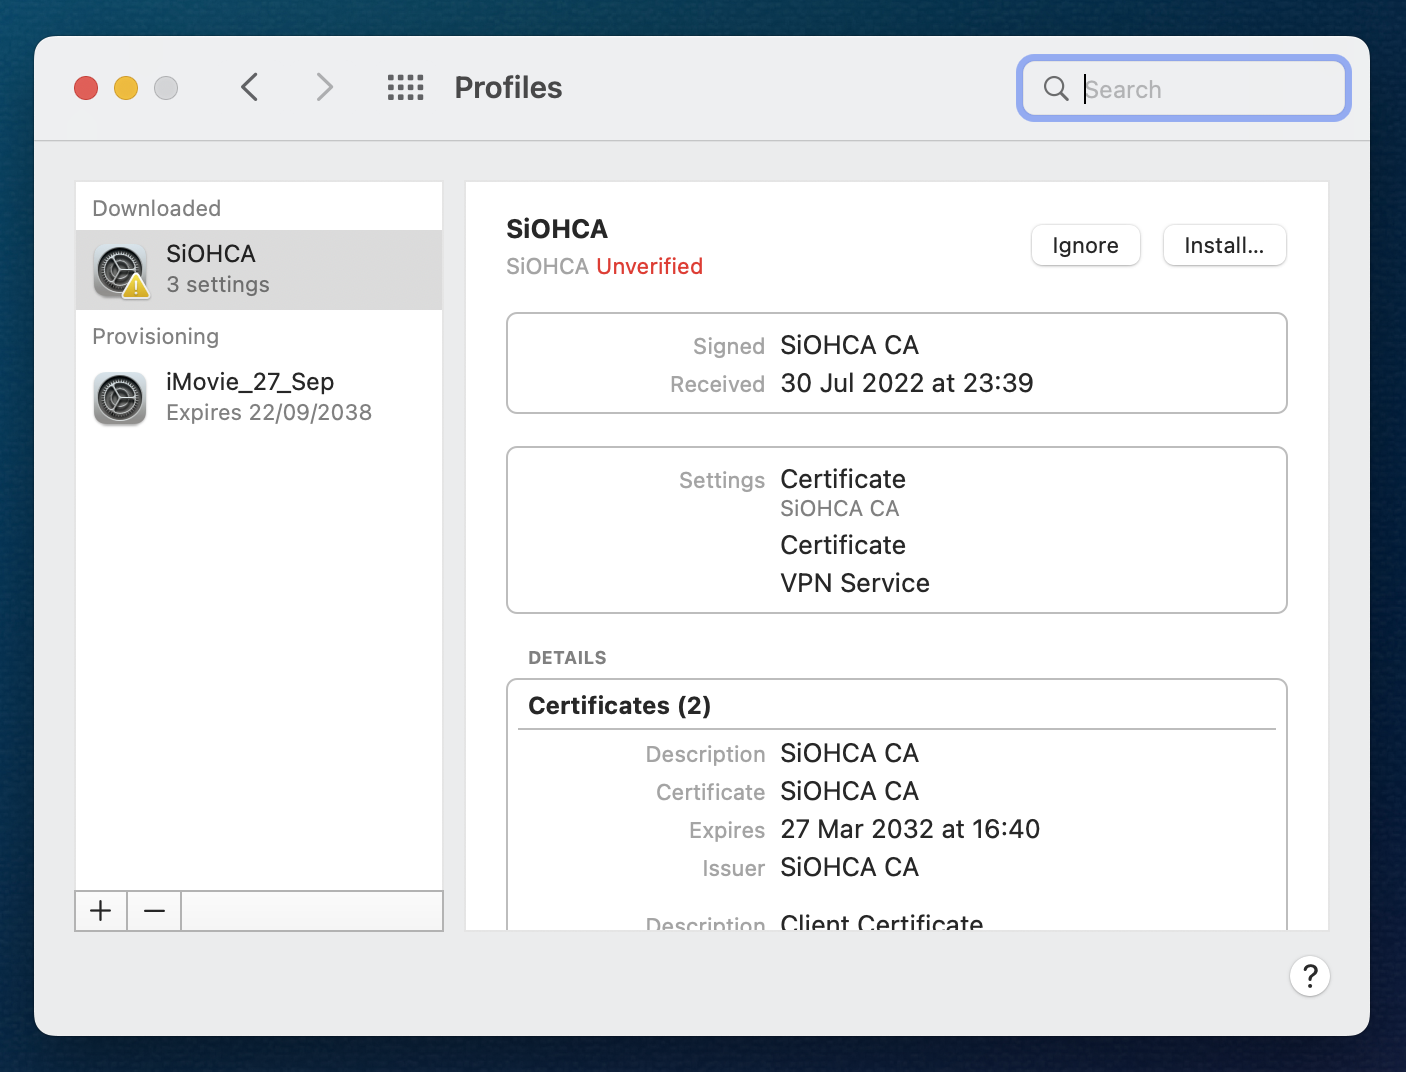 Profiles
Search
Downloaded
SiOHCA
3 settings
Provisioning
iMovie_27_Sep
Expires 22/09/2038
SiOHCA
SiOHCA Unverified
Ignore
Install...
Signed SiOHCA CA
Received 30 Jul 2022 at 23:39
Settings Certificate
SiOHCA CA
Certificate
VPN Service
DETAILS
Certificates (2)
Description SiOHCA CA
Certificate SiOHCA CA
Expires 27 Mar 2032 at 16:40
Issuer SiOHCA CA
Description Client Certificate
+ −
?